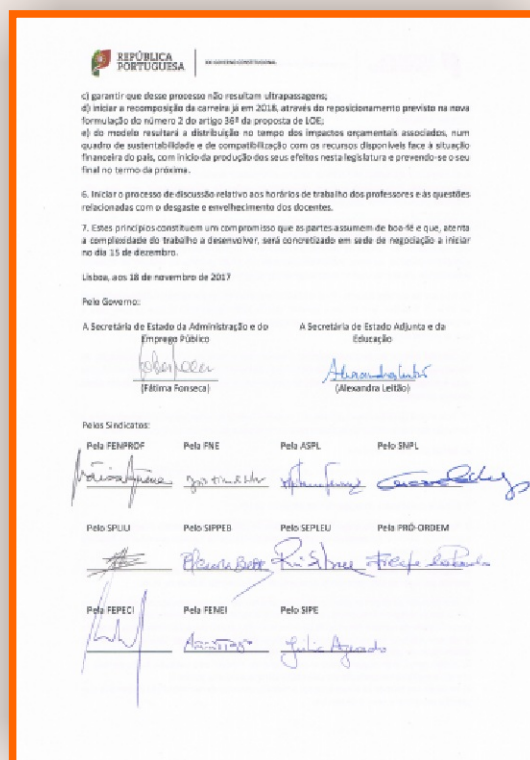 REPÚBLICA
PORTUGUESA
XXI GOVERNO CONSTITUCIONAL
c) garantir que desse processo não resultam ultrapassagens;
d) iniciar a recomposição da carreira já em 2018, através do reposicionamento previsto na nova
formulação do número 2 do artigo 36º da proposta de LOE;
e) do modelo resultará a distribuição no tempo dos impactos orçamentais associados, num
quadro de sustentabilidade e de compatibilização com os recursos disponíveis face à situação
financeira do país, com início da produção dos seus efeitos nesta legislatura e prevendo-se o seu
final no termo da próxima.
6. Iniciar o processo de discussão relativo aos horários de trabalho dos professores e às questões
relacionadas com o desgaste e envelhecimento dos docentes.
7. Estes princípios constituem um compromisso que as partes assumem de boa-fé e que, atenta
a complexidade do trabalho a desenvolver, será concretizado em sede de negociação a iniciar
no dia 15 de dezembro.
Lisboa, aos 18 de novembro de 2017
Pelo Governo:
A Secretária de Estado da Administração e do
Emprego Público
A Secretária de Estado Adjunta e da
Educação
(Fátima Fonseca)
(Alexandra Leitão)
Pelos Sindicatos:
Pela FENPROF Pela FNE Pela ASPL Pelo SNPL
Pelo SPLIU Pelo SIPPEB Pelo SEPLEU Pela PRÓ-ORDEM
Pela FEPECI Pela FENEI Pelo SIPE